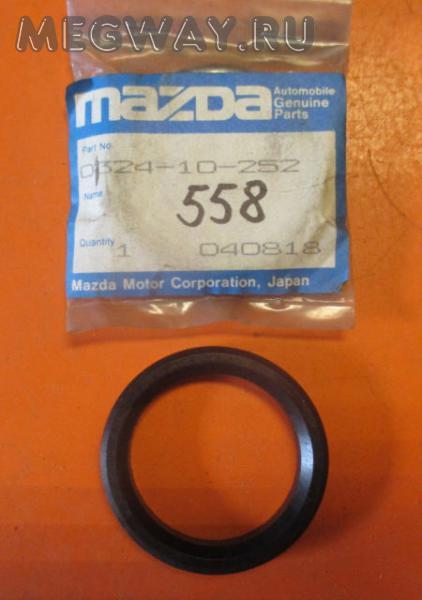 MEGWAY.RU
mazda
Automobile
Genuine
Parts
Part No.
0324-10-252
Name
558
Quantity
1 040818
Mazda Motor Corporation, Japan